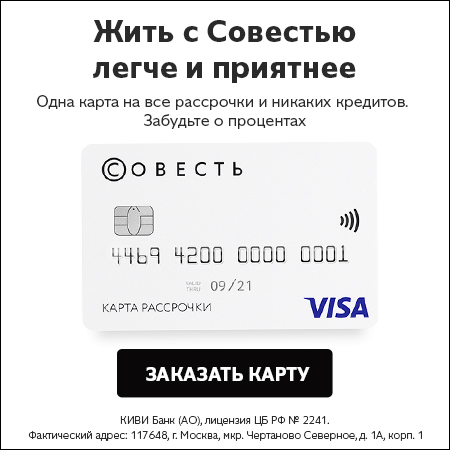 Жить с Совестью
легче и приятнее
Одна карта на все рассрочки и никаких кредитов.
Забудьте о процентах
©ОВЕСТЬ
4469 4200 0000 0001
VALID
THRU
09/21
КАРТА РАССРОЧКИ
VISA
ЗАКАЗАТЬ КАРТУ
КИВИ Банк (АО), лицензия ЦБ РФ № 2241.
Фактический адрес: 117648, г. Москва, мкр. Чертаново Северное, д. 1А, корп. 1